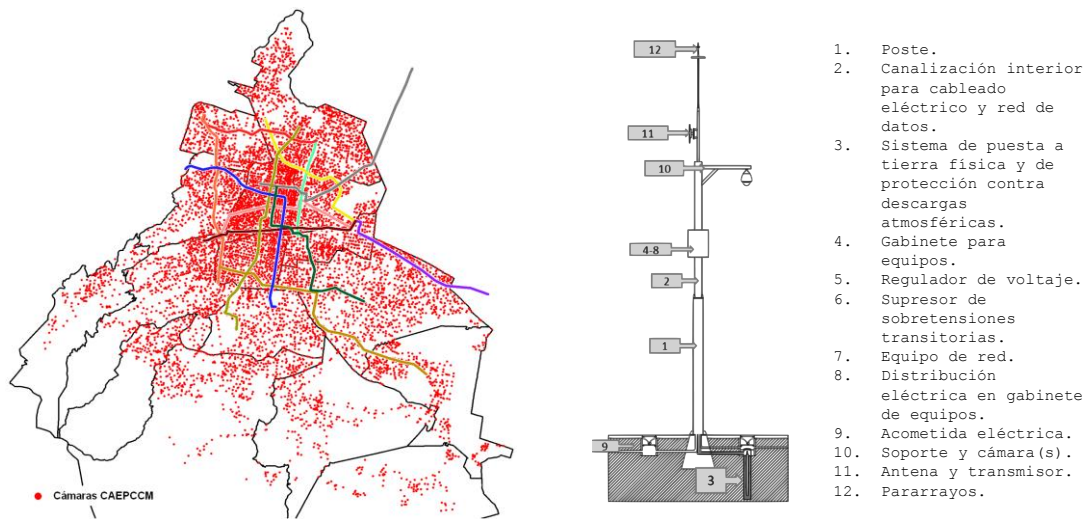 Cámaras CAEPCCM
12
11
10
4-8
2
1
9
3
1. Poste.
2. Canalización interior
para cableado
eléctrico y red de
datos.
3. Sistema de puesta a
tierra física y de
protección contra
descargas
atmosféricas.
4. Gabinete para
equipos.
5. Regulador de voltaje.
6. Supresor de
sobretensiones
transitorias.
7. Equipo de red.
8. Distribución
eléctrica en gabinete
de equipos.
9. Acometida eléctrica.
10. Soporte y cámara(s).
11. Antena y transmisor.
12. Pararrayos.